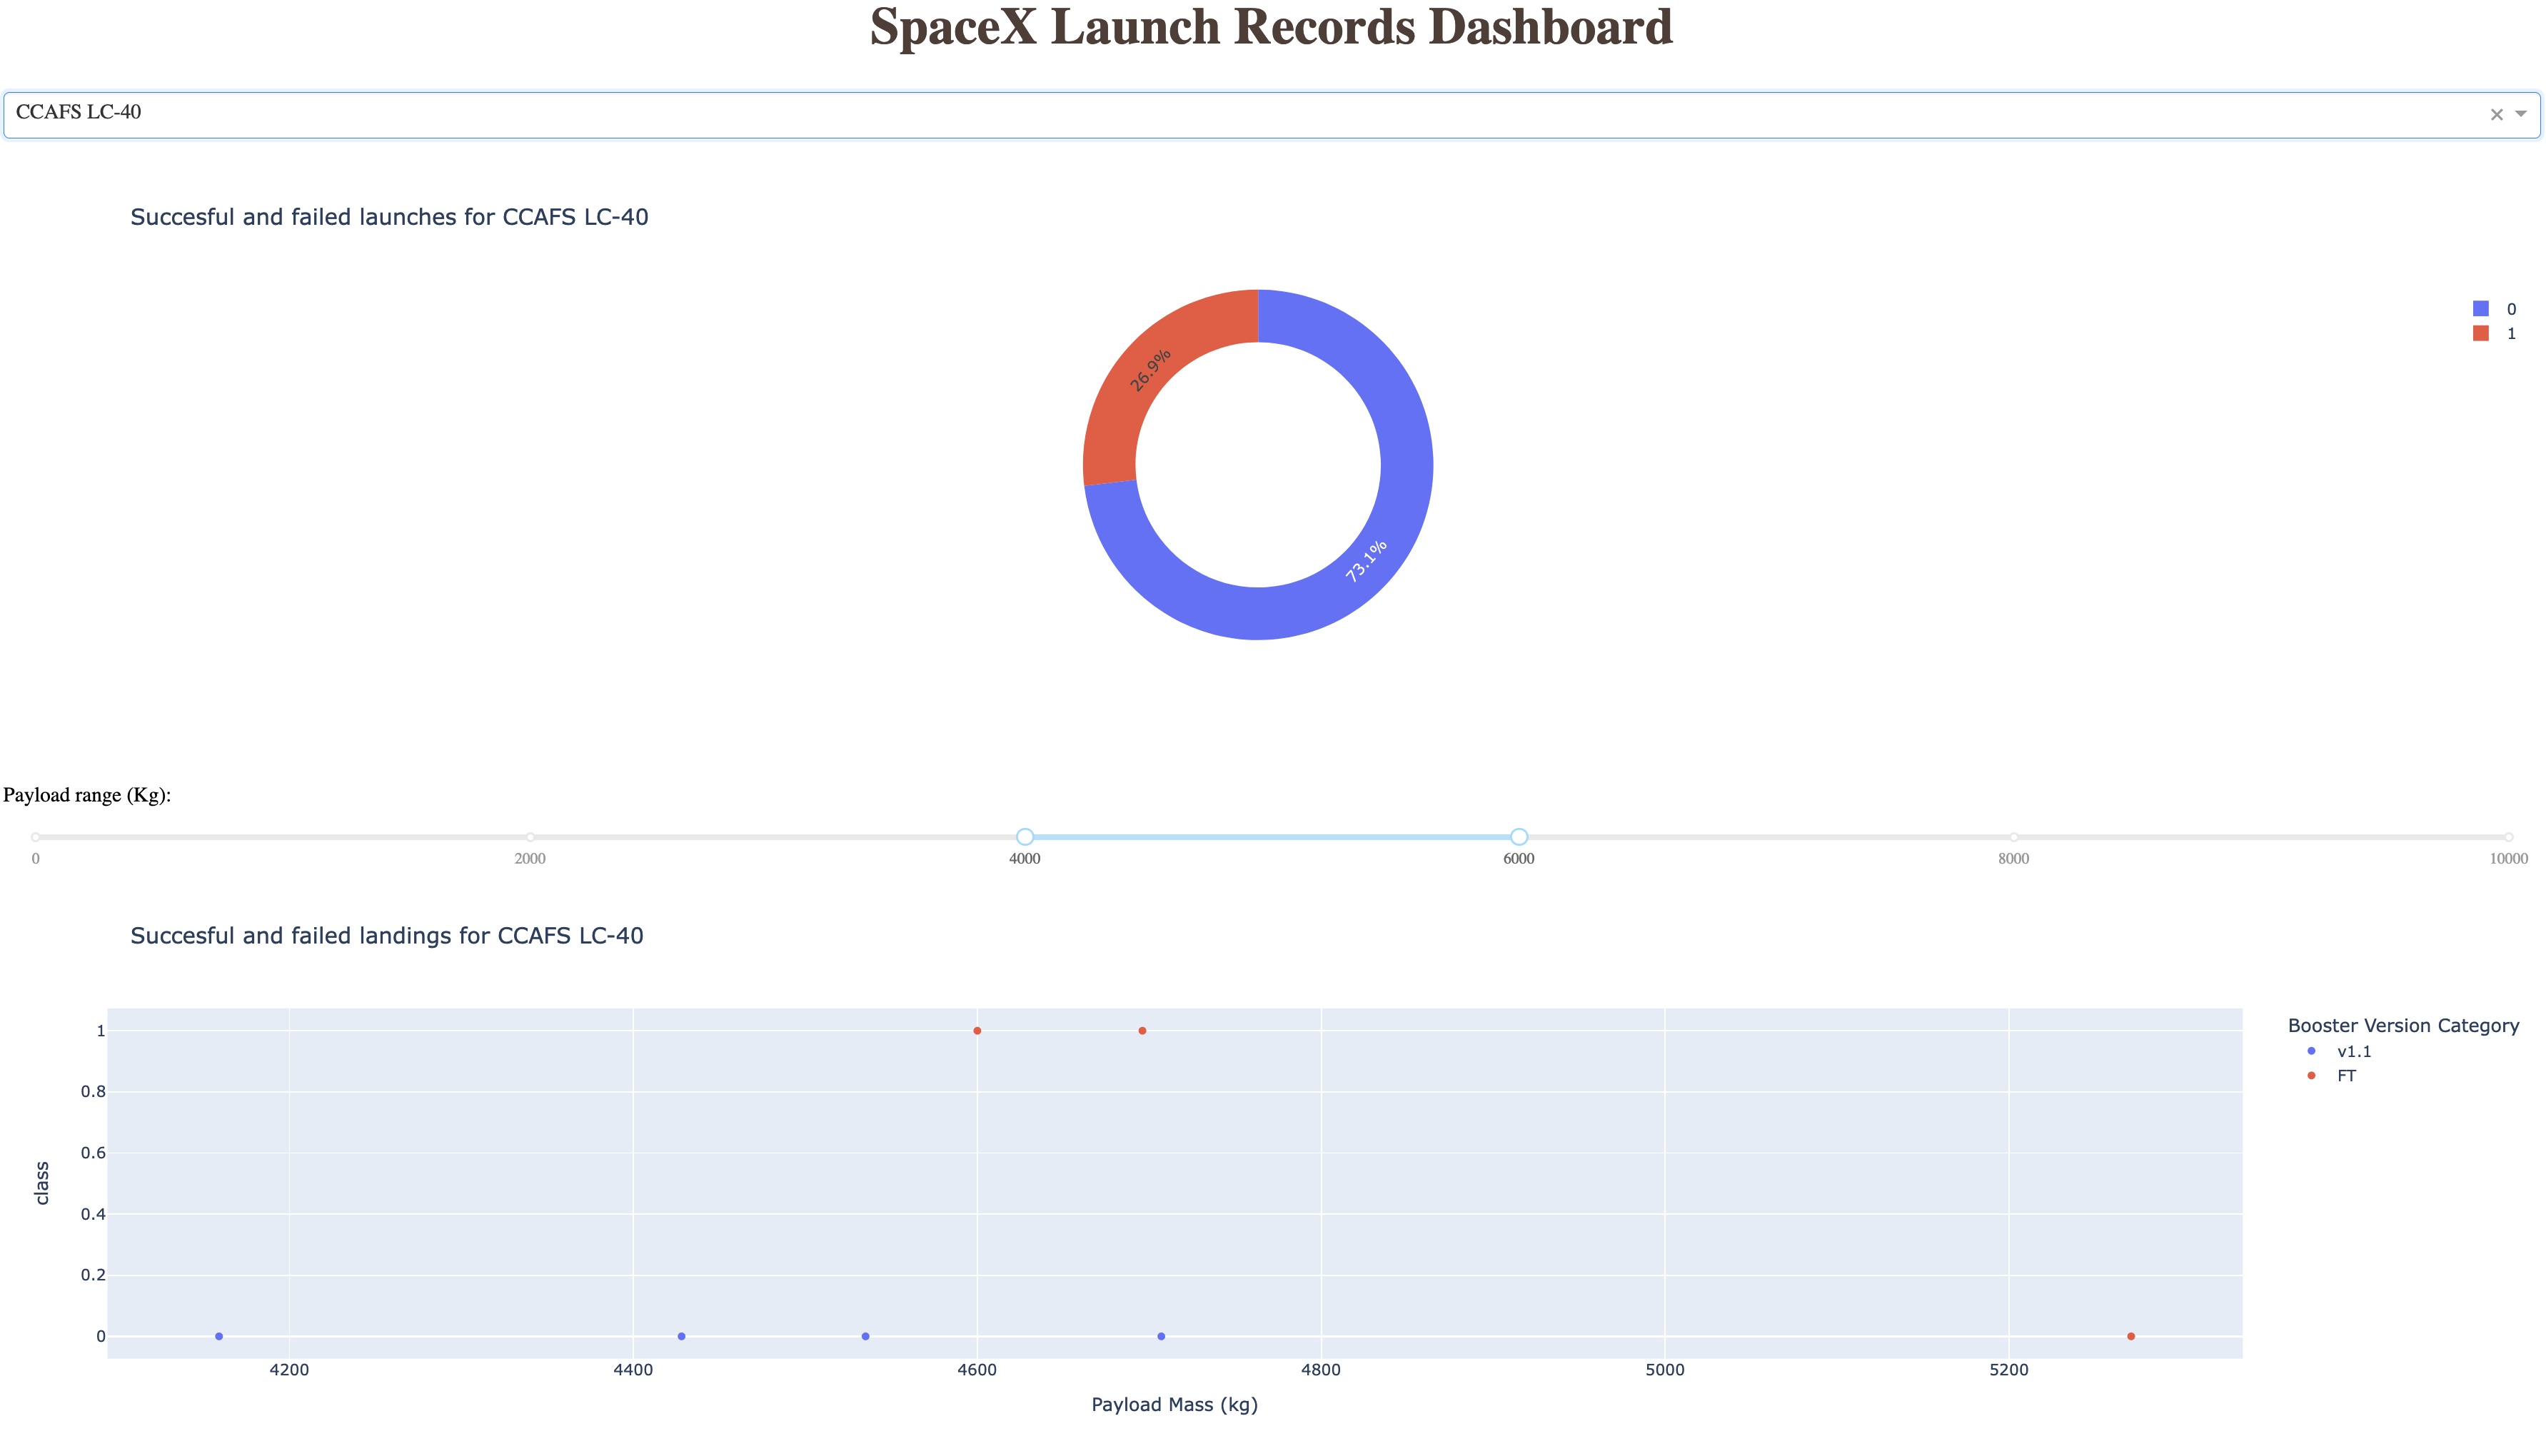 SpaceX Launch Records Dashboard
CCAFS LC-40
Succesful and failed launches for CCAFS LC-40
0
1
26.9%
73.1%
Payload range (Kg):
0 2000 4000 6000 8000 10000
Succesful and failed landings for CCAFS LC-40
Booster Version Category
v1.1
FT
1
0.8
0.6
0.4
0.2
0
class
4200 4400 4600 4800 5000 5200
Payload Mass (kg)